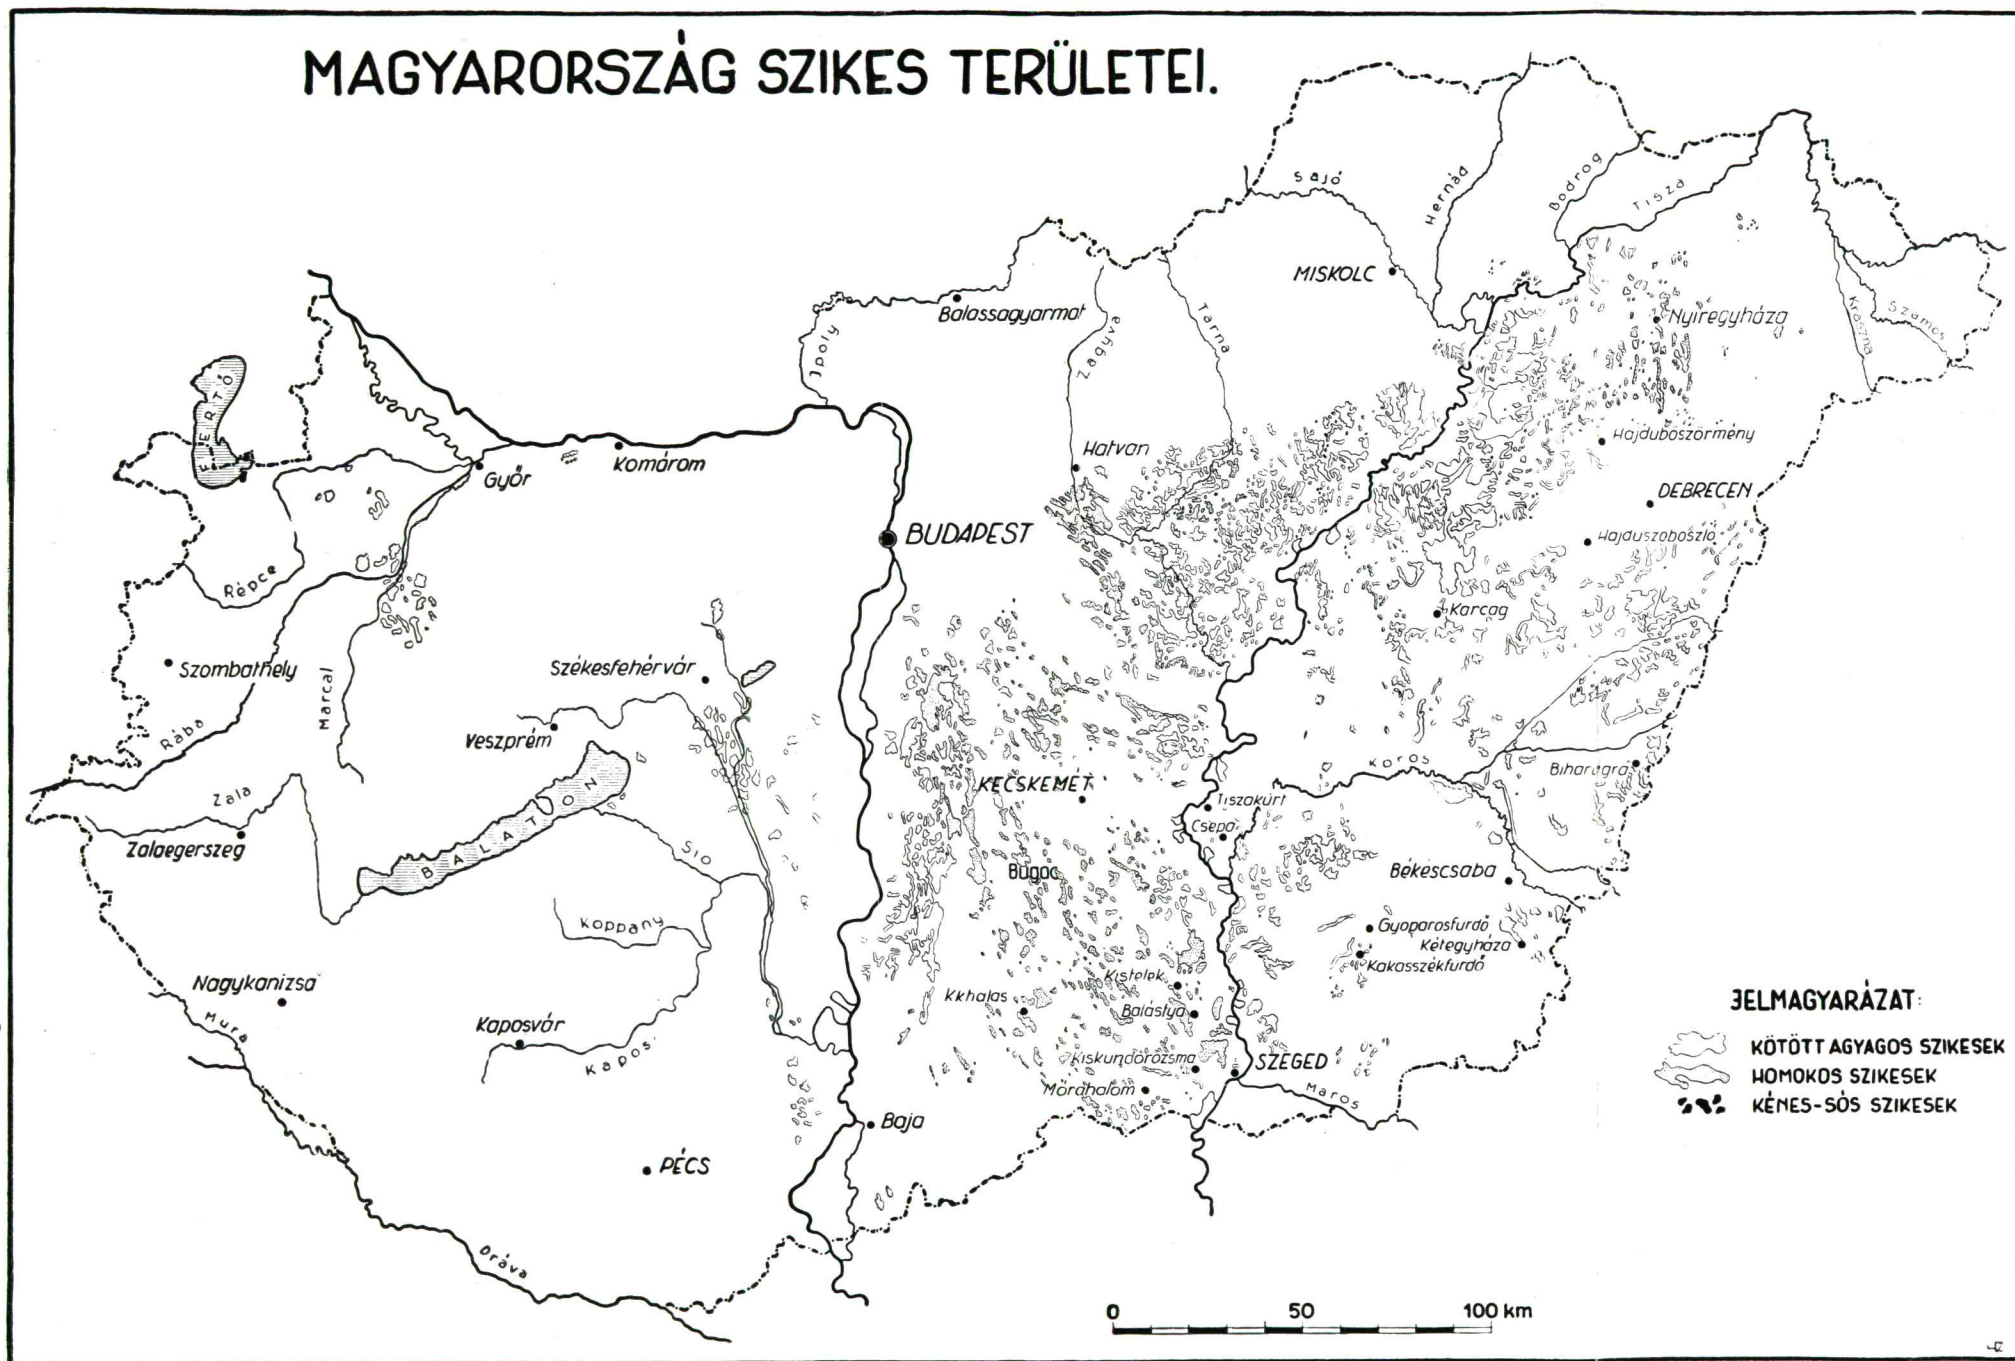 MAGYARORSZÁG SZIKES TERÜLETEI.
Sajó
Hernád
Bodrog
Tisza
MISKOLC
Balassagyarmat
Zagyva
Tarna
Ipoly
Nyíregyháza
Kraszna
Szamos
FERTŐ
Hatvan
Hajduböszörmény
Komárom
Győr
DEBRECEN
BUDAPEST
Hajduszoboszló
Répce
Karcag
Szombathely
Székesfehérvár
Marcal
Rába
Veszprém
Körös
Biharugra
KECSKEMÉT
Zala
BALATON
Tiszakürt
Csépa
Zalaegerszeg
Sió
Bugac
Békéscsaba
Koppány
Gyoparosfürdő
Kétegyháza
Kakasszékfürdő
Nagykanizsa
Kistelek
Kkhalas
Balástya
Mura
Kaposvár
Kapos
Kiskundorozsma
SZEGED
Mórahalom
Maros
Baja
PÉCS
Dráva
JELMAGYARÁZAT:
KÖTÖTT AGYAGOS SZIKESEK
HOMOKOS SZIKESEK
KÉNES-SÓS SZIKESEK
0 50 100 km